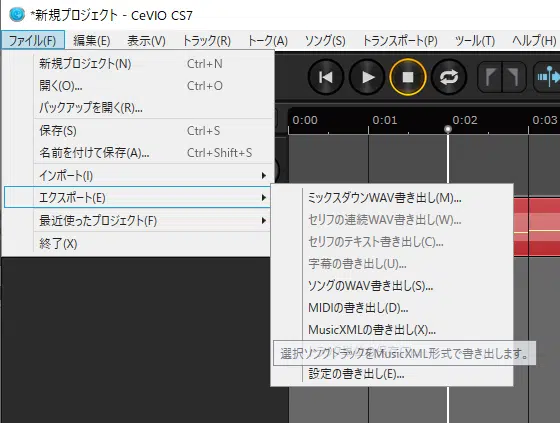 *新規プロジェクト - CeVIO CS7
ファイル(F) 編集(E) 表示(V) トラック(R) トーク(A) ソング(S) トランスポート(P) ツール(T) ヘルプ(H)
新規プロジェクト(N) Ctrl+N
開く(O)... Ctrl+O
バックアップを開く(R)...
保存(S) Ctrl+S
名前を付けて保存(A)... Ctrl+Shift+S
インポート(I)
エクスポート(E)
最近使ったプロジェクト(F)
終了(X)
0:00 0:01 0:02 0:03
ミックスダウンWAV書き出し(M)...
セリフの連続WAV書き出し(W)...
セリフのテキスト書き出し(C)...
字幕の書き出し(U)...
ソングのWAV書き出し(S)...
MIDIの書き出し(D)...
MusicXMLの書き出し(X)...
選択ソングトラックをMusicXML形式で書き出します。
設定の書き出し(E)...